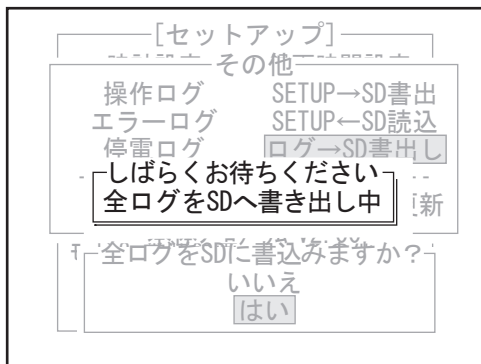 [セットアップ]
その他
操作ログ SETUP→SD書出
エラーログ SETUP←SD読込
停電ログ ログ→SD書出し
しばらくお待ちください
全ログをSDへ書き出し中
更新
全ログをSDに書込みますか?
いいえ
はい